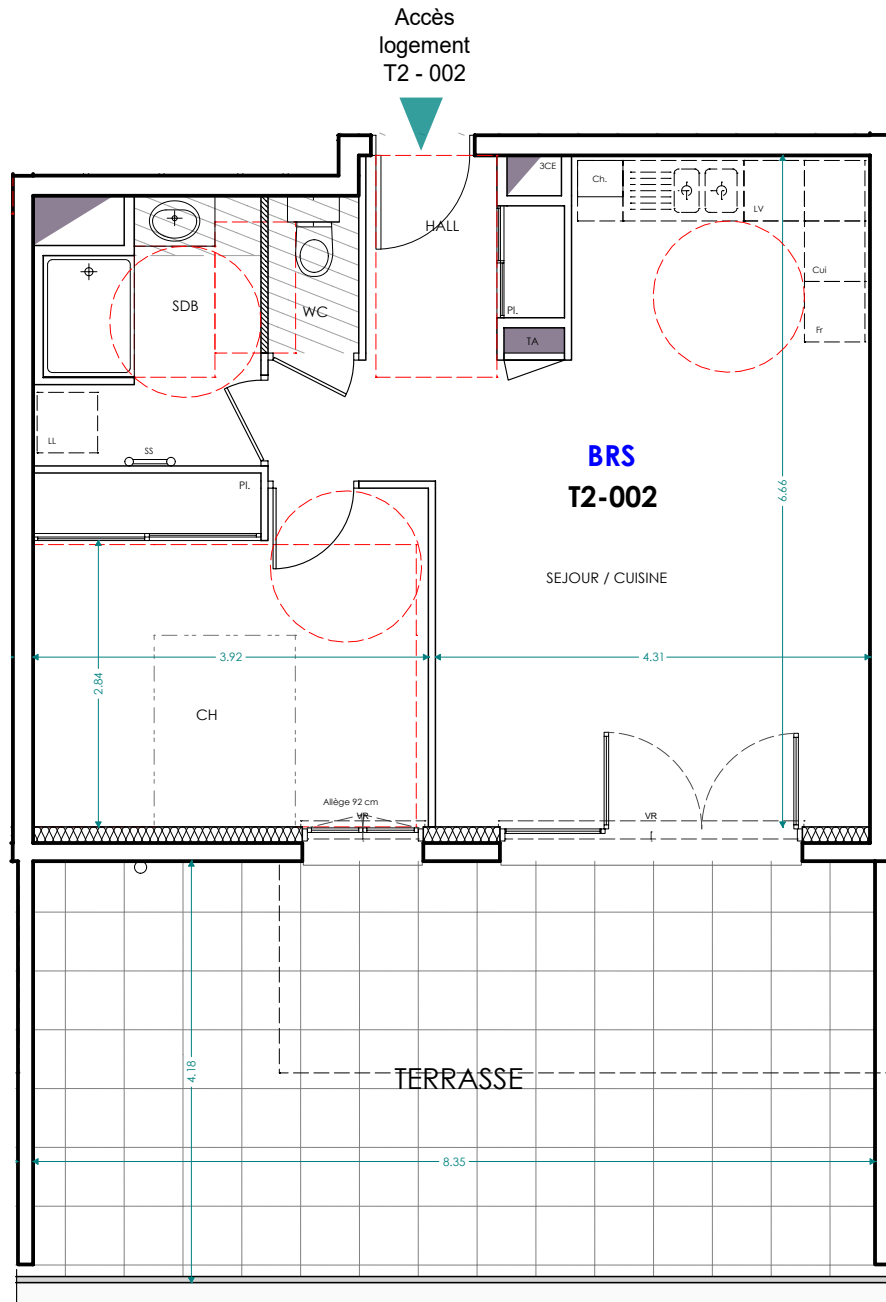 Accès
logement
T2 - 002
3CE
Ch.
HALL
LV
SDB
WC
Cui
Pl.
Fr
TA
LL
SS
BRS
Pl.
T2-002
6.66
SEJOUR / CUISINE
3.92
4.31
2.84
CH
Allège 92 cm
VR
VR
4.18
TERRASSE
8.35